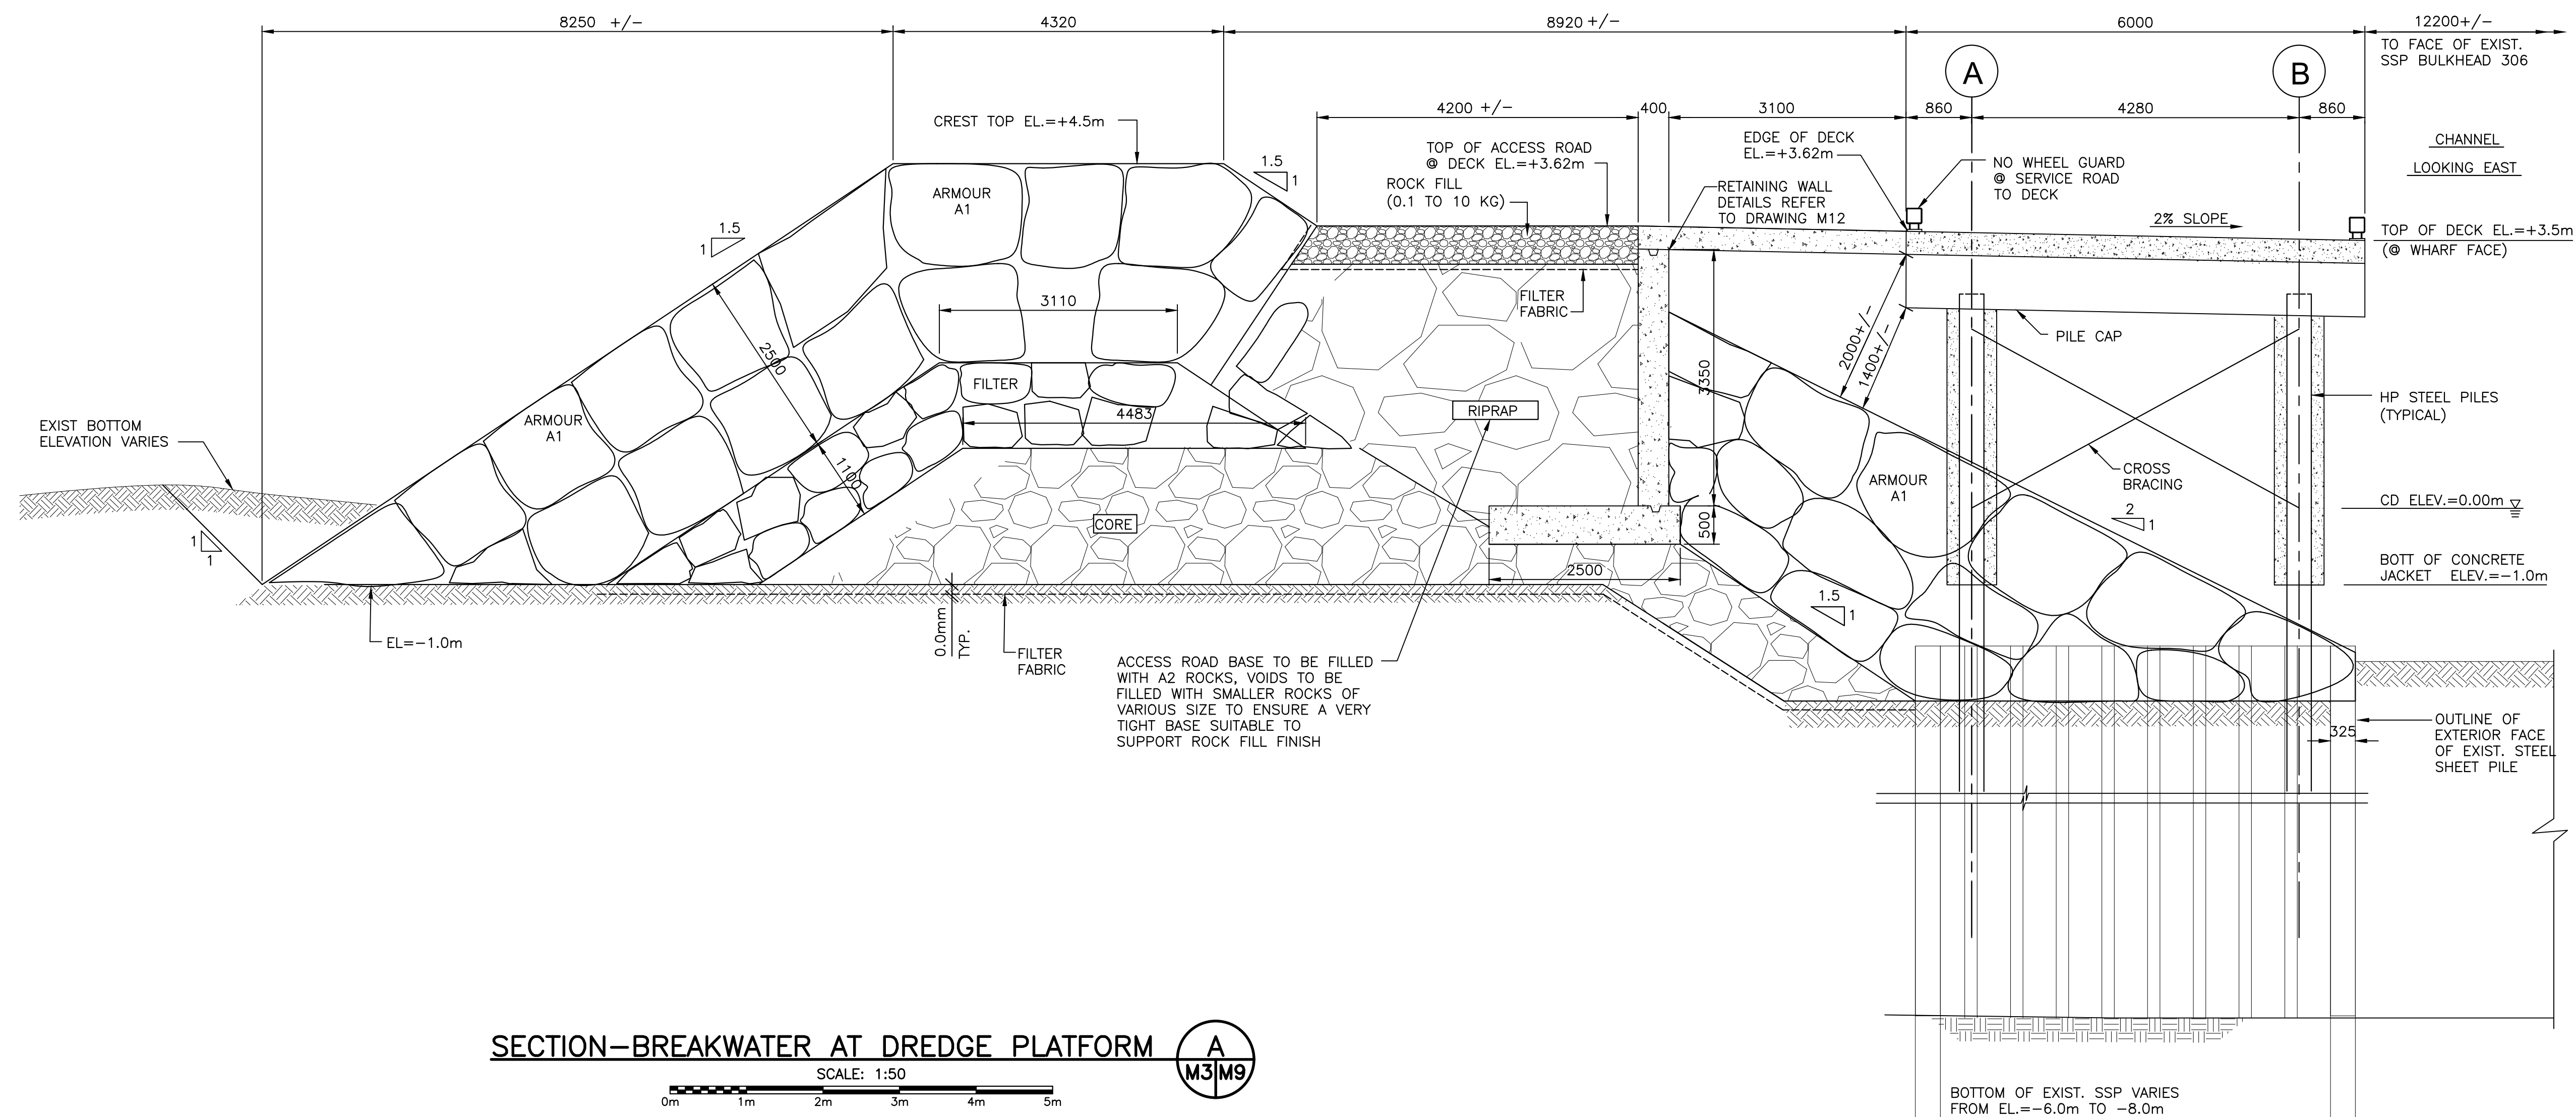 8250 +/-
4320
8920 +/-
6000
12200+/-
TO FACE OF EXIST.
SSP BULKHEAD 306
A
B
4200 +/-
400
3100
860
4280
860
CREST TOP EL.=+4.5m
1.5
1
TOP OF ACCESS ROAD
@ DECK EL.=+3.62m
ROCK FILL
(0.1 TO 10 KG)
EDGE OF DECK
EL.=+3.62m
RETAINING WALL
DETAILS REFER
TO DRAWING M12
NO WHEEL GUARD
@ SERVICE ROAD
TO DECK
2% SLOPE
CHANNEL
LOOKING EAST
TOP OF DECK EL.=+3.5m
(@ WHARF FACE)
ARMOUR
A1
1.5
1
3110
2500
FILTER
4483
1100
ARMOUR
A1
EXIST BOTTOM
ELEVATION VARIES
1
1
FILTER
FABRIC
RIPRAP
3350
2000+/-
1400+/-
PILE CAP
HP STEEL PILES
(TYPICAL)
CROSS
BRACING
ARMOUR
A1
CD ELEV.=0.00m
2
1
CORE
500
2500
BOTT OF CONCRETE
JACKET ELEV.=-1.0m
1.5
1
EL=-1.0m
0.0mm
TYP.
FILTER
FABRIC
ACCESS ROAD BASE TO BE FILLED
WITH A2 ROCKS, VOIDS TO BE
FILLED WITH SMALLER ROCKS OF
VARIOUS SIZE TO ENSURE A VERY
TIGHT BASE SUITABLE TO
SUPPORT ROCK FILL FINISH
325
OUTLINE OF
EXTERIOR FACE
OF EXIST. STEEL
SHEET PILE
SECTION-BREAKWATER AT DREDGE PLATFORM
A
M3 M9
SCALE: 1:50
0m 1m 2m 3m 4m 5m
BOTTOM OF EXIST. SSP VARIES
FROM EL.=-6.0m TO -8.0m